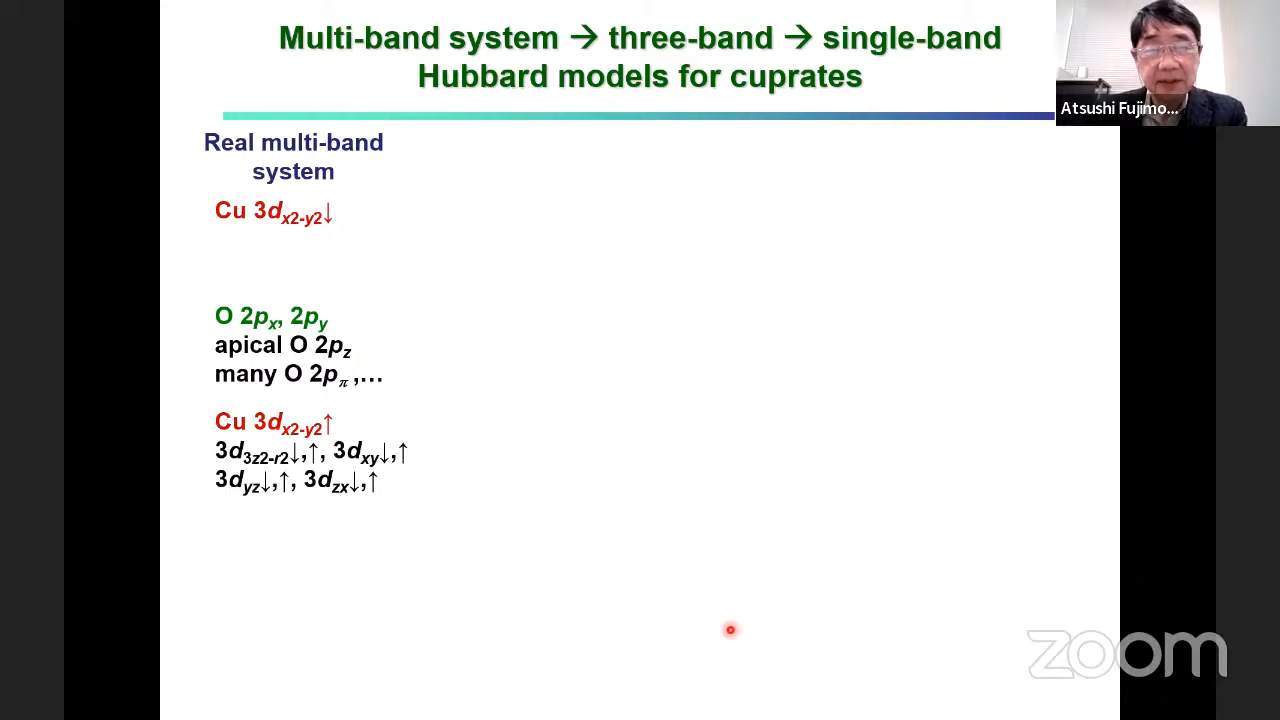 Multi-band system → three-band → single-band
Hubbard models for cuprates
Atsushi Fujimo...
Real multi-band
system
Cu 3dx2-y2↓
O 2px, 2py
apical O 2pz
many O 2pπ ,...
Cu 3dx2-y2↑
3d3z2-r2↓,↑, 3dxy↓,↑
3dyz↓,↑, 3dzx↓,↑
zoom